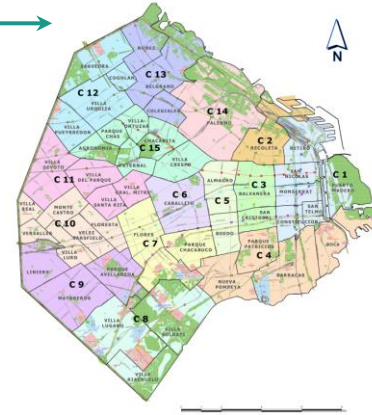 NUÑEZ
SAAVEDRA
COGHLAN
C 13
BELGRANO
C 12
VILLA
URQUIZA
COLEGIALES
C 14
PALERMO
N
VILLA
PUEYRREDON
PARQUE
CHAS
VILLA
ORTUZAR
CHACARITA
C 2
RECOLETA
RETIRO
AGRONOMIA
C 15
PATERNAL
VILLA
CRESPO
C 11
VILLA
DEVOTO
VILLA
DEL PARQUE
ALMAGRO
C 3
BALVANERA
SAN
NICOLAS
C 1
PUERTO
MADERO
MONSERRAT
VILLA
GRAL. MITRE
C 6
CABALLITO
C 5
VILLA
REAL
MONTE
CASTRO
VILLA
SANTA RITA
SAN
CRISTOBAL
SAN
TELMO
CONSTITUCION
C 10
VERSALLES
FLORESTA
VELEZ
SARSFIELD
FLORES
C 7
BOEDO
PARQUE
PATRICIOS
C 4
BOCA
VILLA
LURO
PARQUE
CHACABUCO
BARRACAS
LINIERS
PARQUE
AVELLANEDA
NUEVA
POMPEYA
C 9
MATADEROS
C 8
VILLA
LUGANO
VILLA
SOLDATI
VILLA
RIACHUELO